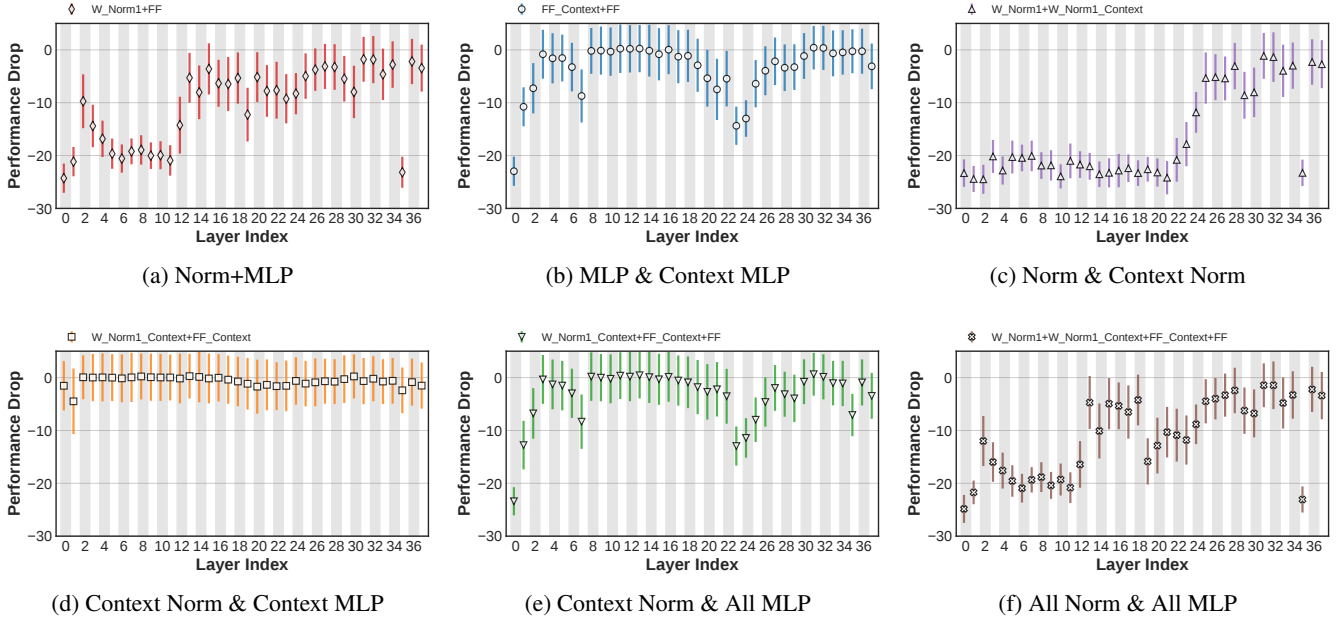 W_Norm1+FF
Performance Drop
0
−10
−20
−30
0 2 4 6 8 10 12 14 16 18 20 22 24 26 28 30 32 34 36
Layer Index
(a) Norm+MLP
FF_Context+FF
Performance Drop
0
−10
−20
−30
0 2 4 6 8 10 12 14 16 18 20 22 24 26 28 30 32 34 36
Layer Index
(b) MLP & Context MLP
W_Norm1+W_Norm1_Context
Performance Drop
0
−10
−20
−30
0 2 4 6 8 10 12 14 16 18 20 22 24 26 28 30 32 34 36
Layer Index
(c) Norm & Context Norm
W_Norm1_Context+FF_Context
Performance Drop
0
−10
−20
−30
0 2 4 6 8 10 12 14 16 18 20 22 24 26 28 30 32 34 36
Layer Index
(d) Context Norm & Context MLP
W_Norm1_Context+FF_Context+FF
Performance Drop
0
−10
−20
−30
0 2 4 6 8 10 12 14 16 18 20 22 24 26 28 30 32 34 36
Layer Index
(e) Context Norm & All MLP
W_Norm1+W_Norm1_Context+FF_Context+FF
Performance Drop
0
−10
−20
−30
0 2 4 6 8 10 12 14 16 18 20 22 24 26 28 30 32 34 36
Layer Index
(f) All Norm & All MLP